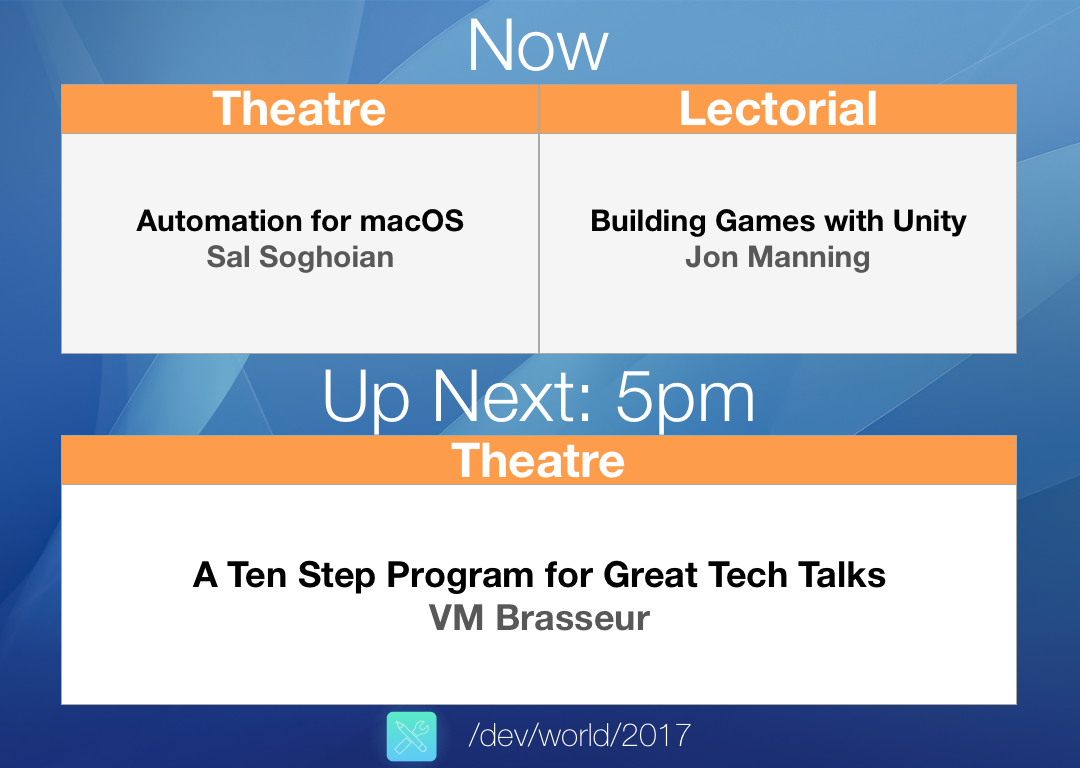 Now
Theatre
Lectorial
Automation for macOS
Sal Soghoian
Building Games with Unity
Jon Manning
Up Next: 5pm
Theatre
A Ten Step Program for Great Tech Talks
VM Brasseur
/dev/world/2017